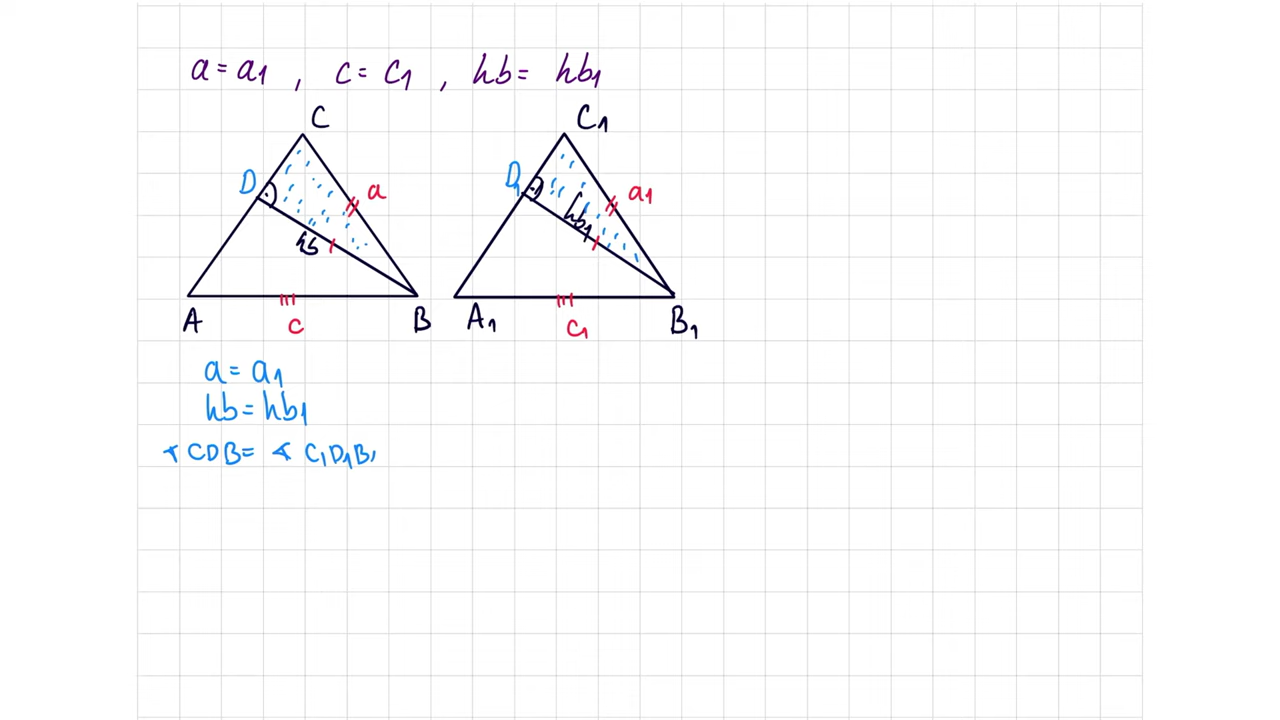 a = a1 , c = c1 , hb = hb1
C
C1
D
a
D1
a1
hb
hb1
A
c
B
A1
c1
B1
a = a1
hb = hb1
∢ CDB = ∢ C1D1B1